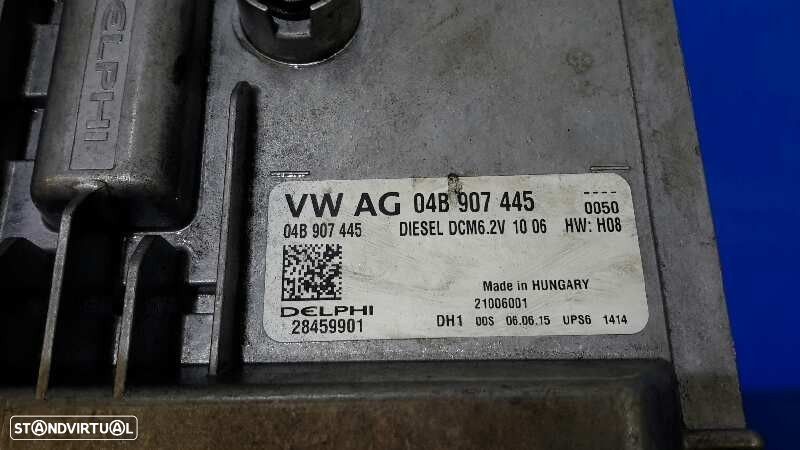 DELPHI
VW AG 04B 907 445 ----
0050
04B 907 445 DIESEL DCM6.2V 10 06 HW: H08
Made in HUNGARY
21006001
DELPHI
28459901
DH1 00S 06.06.15 UPS6 1414
STANDVIRTUAL